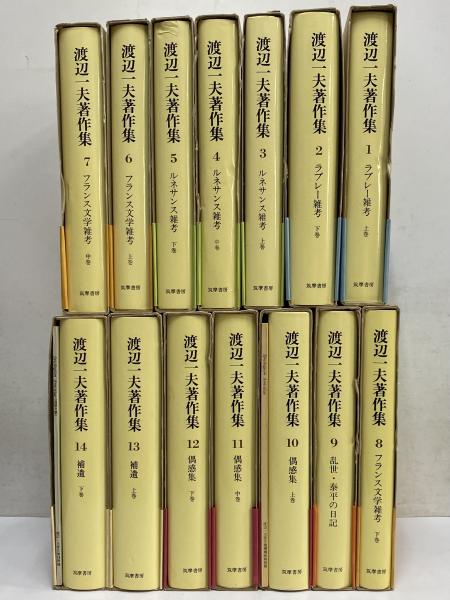 渡辺一夫著作集 1 ラブレー雑考 上巻 筑摩書房
渡辺一夫著作集 2 ラブレー雑考 下巻 筑摩書房
渡辺一夫著作集 3 ルネサンス雑考 上巻 筑摩書房
渡辺一夫著作集 4 ルネサンス雑考 中巻 筑摩書房
渡辺一夫著作集 5 ルネサンス雑考 下巻 筑摩書房
渡辺一夫著作集 6 フランス文学雑考 上巻 筑摩書房
渡辺一夫著作集 7 フランス文学雑考 中巻 筑摩書房
渡辺一夫著作集 8 フランス文学雑考 下巻 筑摩書房
渡辺一夫著作集 9 乱世・泰平の日記 筑摩書房
渡辺一夫著作集 10 偶感集 上巻 筑摩書房
渡辺一夫著作集 11 偶感集 中巻 筑摩書房
渡辺一夫著作集 12 偶感集 下巻 筑摩書房
渡辺一夫著作集 13 補遺 上巻 筑摩書房
渡辺一夫著作集 14 補遺 下巻 筑摩書房